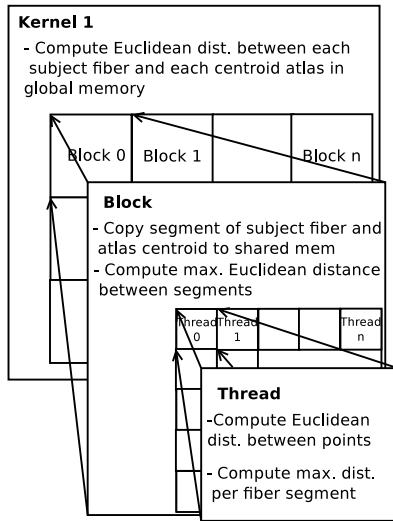 Kernel 1
- Compute Euclidean dist. between each
subject fiber and each centroid atlas in
global memory
Block 0 Block 1 Block n
Block
- Copy segment of subject fiber and
atlas centroid to shared mem
- Compute max. Euclidean distance
between segments
Thread Thread Thread
0 1 n
Thread
-Compute Euclidean
dist. between points
- Compute max. dist.
per fiber segment